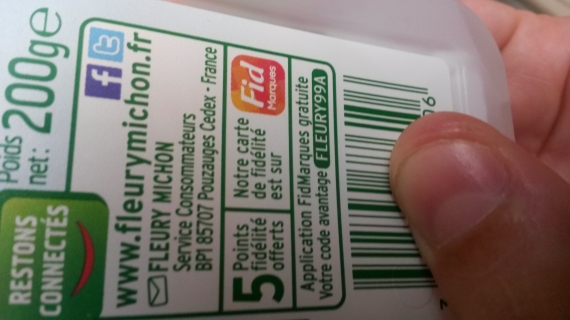 Poids
net: 200g e
RESTONS
CONNECTÉS
f t
www.fleurymichon.fr
FLEURY MICHON
Service Consommateurs
BP1 85707 Pouzauges Cedex - France
5 Points
fidélité
offerts
Notre carte
de fidélité
est sur
Fid
Marques
Application FidMarques gratuite
Votre code avantage FLEURY99A